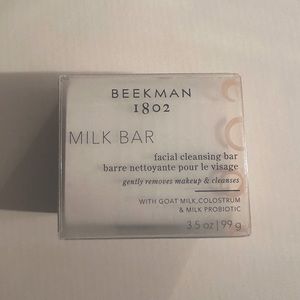 BEEKMAN
1802
MILK BAR
facial cleansing bar
barre nettoyante pour le visage
gently removes makeup & cleanses
WITH GOAT MILK, COLOSTRUM
& MILK PROBIOTIC
3.5 oz | 99 g